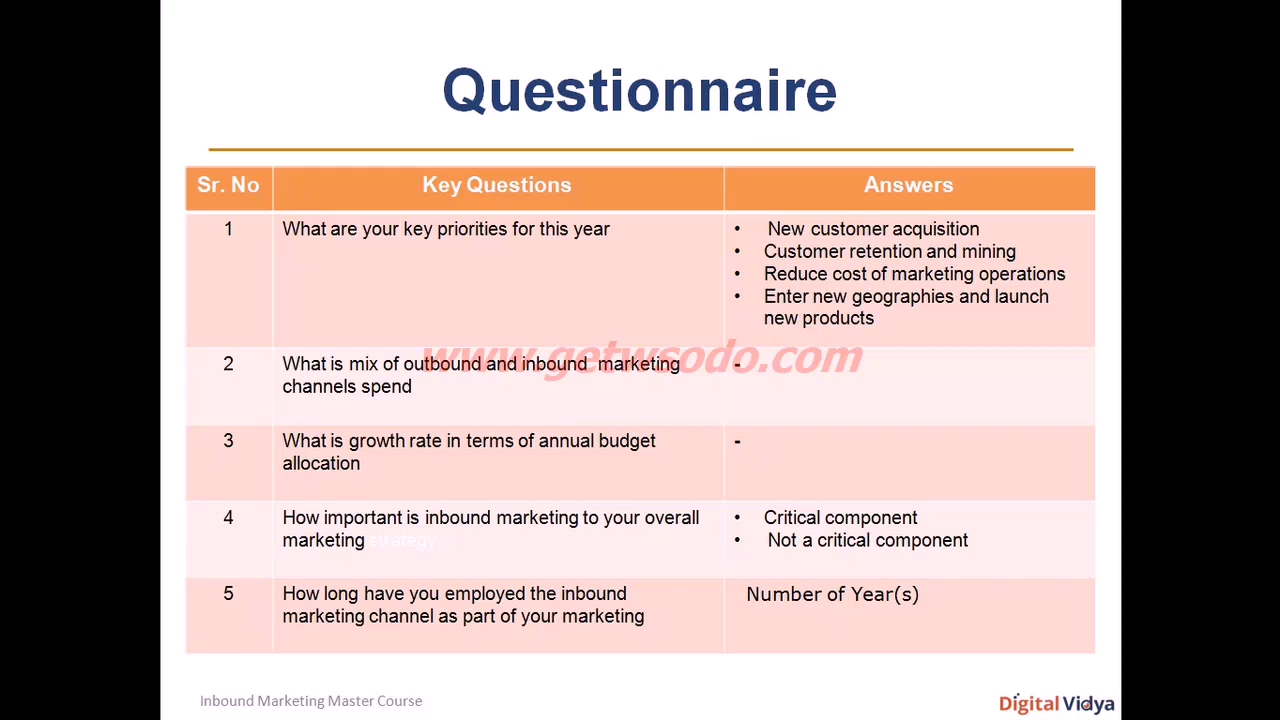 Questionnaire
Sr. No Key Questions Answers
1 What are your key priorities for this year
• New customer acquisition
• Customer retention and mining
• Reduce cost of marketing operations
• Enter new geographies and launch
new products
www.getwsodo.com
2 What is mix of outbound and inbound marketing
channels spend
-
3 What is growth rate in terms of annual budget
allocation
-
4 How important is inbound marketing to your overall
marketing strategy
• Critical component
• Not a critical component
5 How long have you employed the inbound
marketing channel as part of your marketing
Number of Year(s)
Inbound Marketing Master Course
Digital Vidya